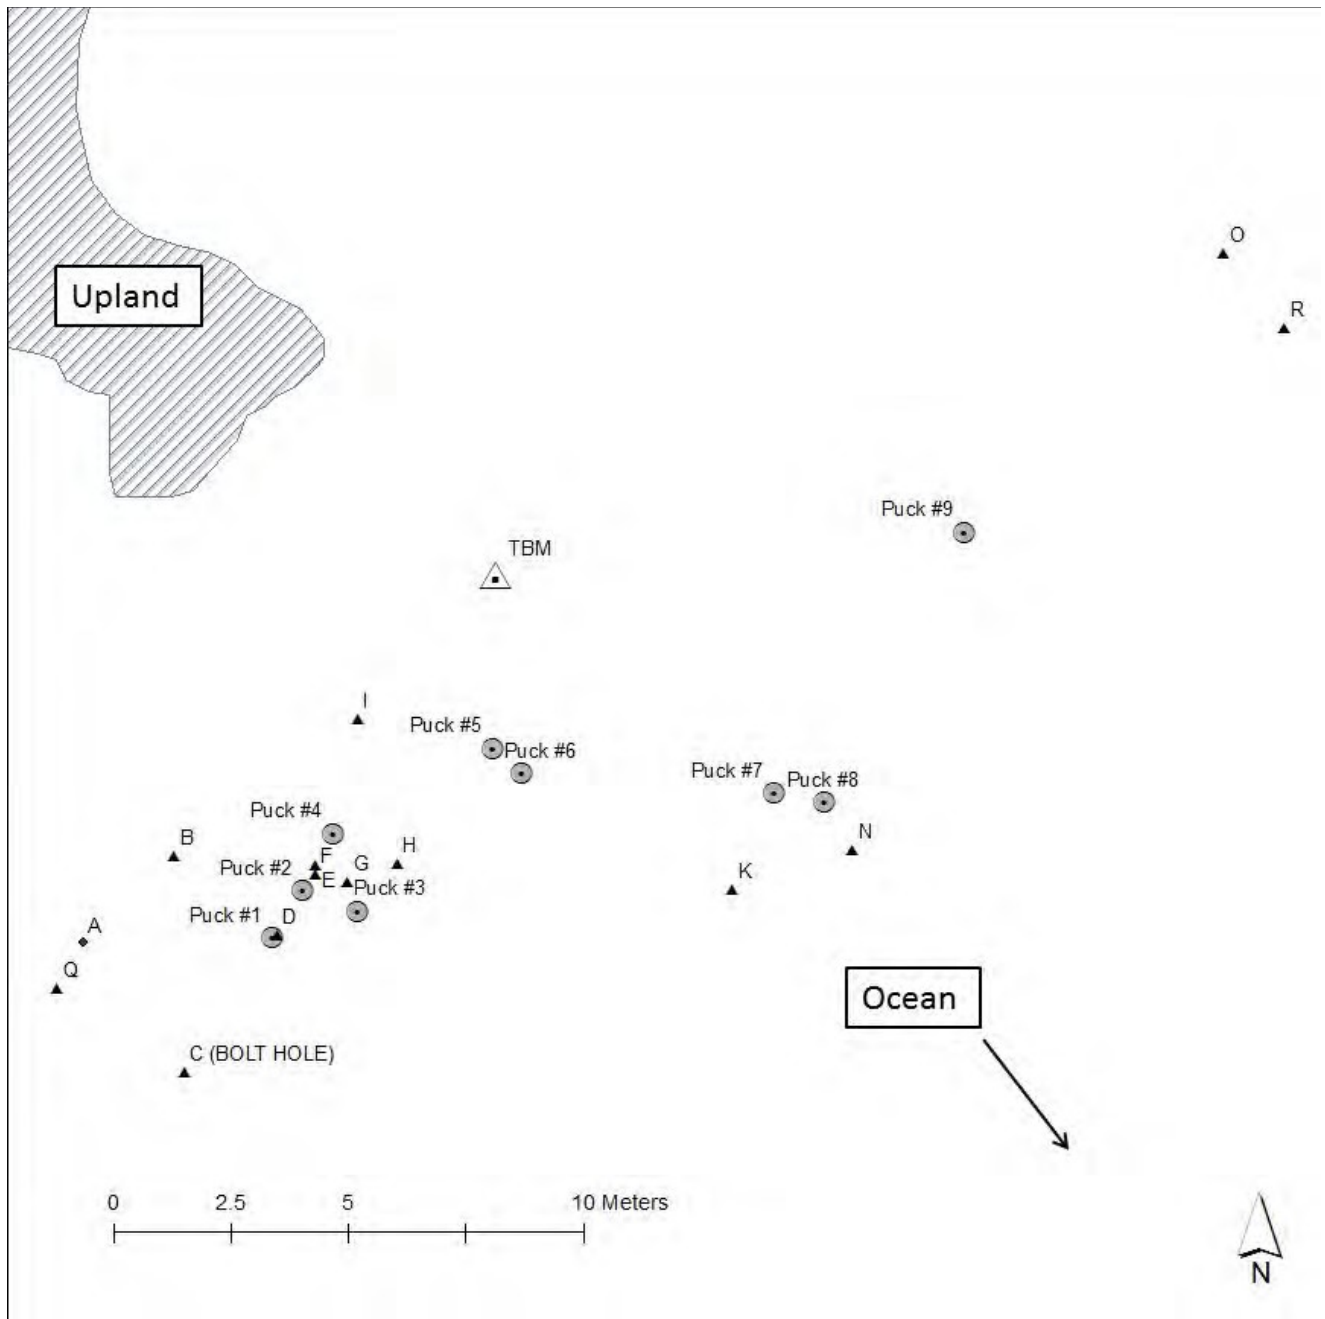 O
Upland
R
Puck #9
TBM
I
Puck #5
Puck #6
Puck #7
Puck #8
Puck #4
B
N
F
H
Puck #2
G
K
E
Puck #3
Puck #1
D
A
Q
Ocean
C (BOLT HOLE)
0 2.5 5 10 Meters
N